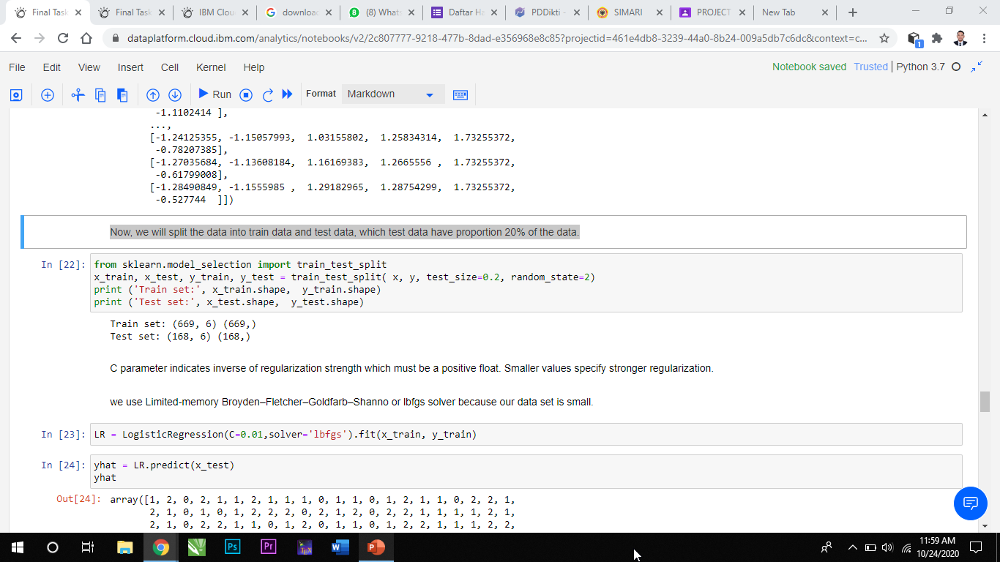 Final Task
Final Task
IBM Clou
download
(8) Whats
Daftar Ha
PDDikti -
SIMARI
PROJECT
New Tab
dataplatform.cloud.ibm.com/analytics/notebooks/v2/2c807777-9218-477b-8dad-e356968e8c85?projectid=461e4db8-3239-44a0-8b24-009a5db7c6dc&context=c...
1
File Edit View Insert Cell Kernel Help Notebook saved Trusted | Python 3.7
Run Format Markdown
-1.1102414 ],
...,
[-1.24125355, -1.15057993, 1.03155802, 1.25834314, 1.73255372,
-0.78207385],
[-1.27035684, -1.13608184, 1.16169383, 1.2665556 , 1.73255372,
-0.61799008],
[-1.28490849, -1.1555985 , 1.29182965, 1.28754299, 1.73255372,
-0.527744 ]])
Now, we will split the data into train data and test data, which test data have proportion 20% of the data.
In [22]: from sklearn.model_selection import train_test_split
x_train, x_test, y_train, y_test = train_test_split( x, y, test_size=0.2, random_state=2)
print ('Train set:', x_train.shape, y_train.shape)
print ('Test set:', x_test.shape, y_test.shape)
Train set: (669, 6) (669,)
Test set: (168, 6) (168,)
C parameter indicates inverse of regularization strength which must be a positive float. Smaller values specify stronger regularization.
we use Limited-memory Broyden–Fletcher–Goldfarb–Shanno or lbfgs solver because our data set is small.
In [23]: LR = LogisticRegression(C=0.01,solver='lbfgs').fit(x_train, y_train)
In [24]: yhat = LR.predict(x_test)
yhat
Out[24]: array([1, 2, 0, 2, 1, 1, 2, 1, 1, 1, 0, 1, 1, 0, 1, 2, 1, 1, 0, 2, 2, 1,
2, 1, 0, 1, 0, 1, 2, 2, 2, 0, 2, 1, 2, 0, 2, 2, 1, 1, 1, 1, 2, 1,
2, 1, 0, 2, 2, 1, 1, 0, 1, 2, 0, 1, 1, 0, 1, 2, 2, 1, 1, 1, 2, 2,
11:59 AM
10/24/2020